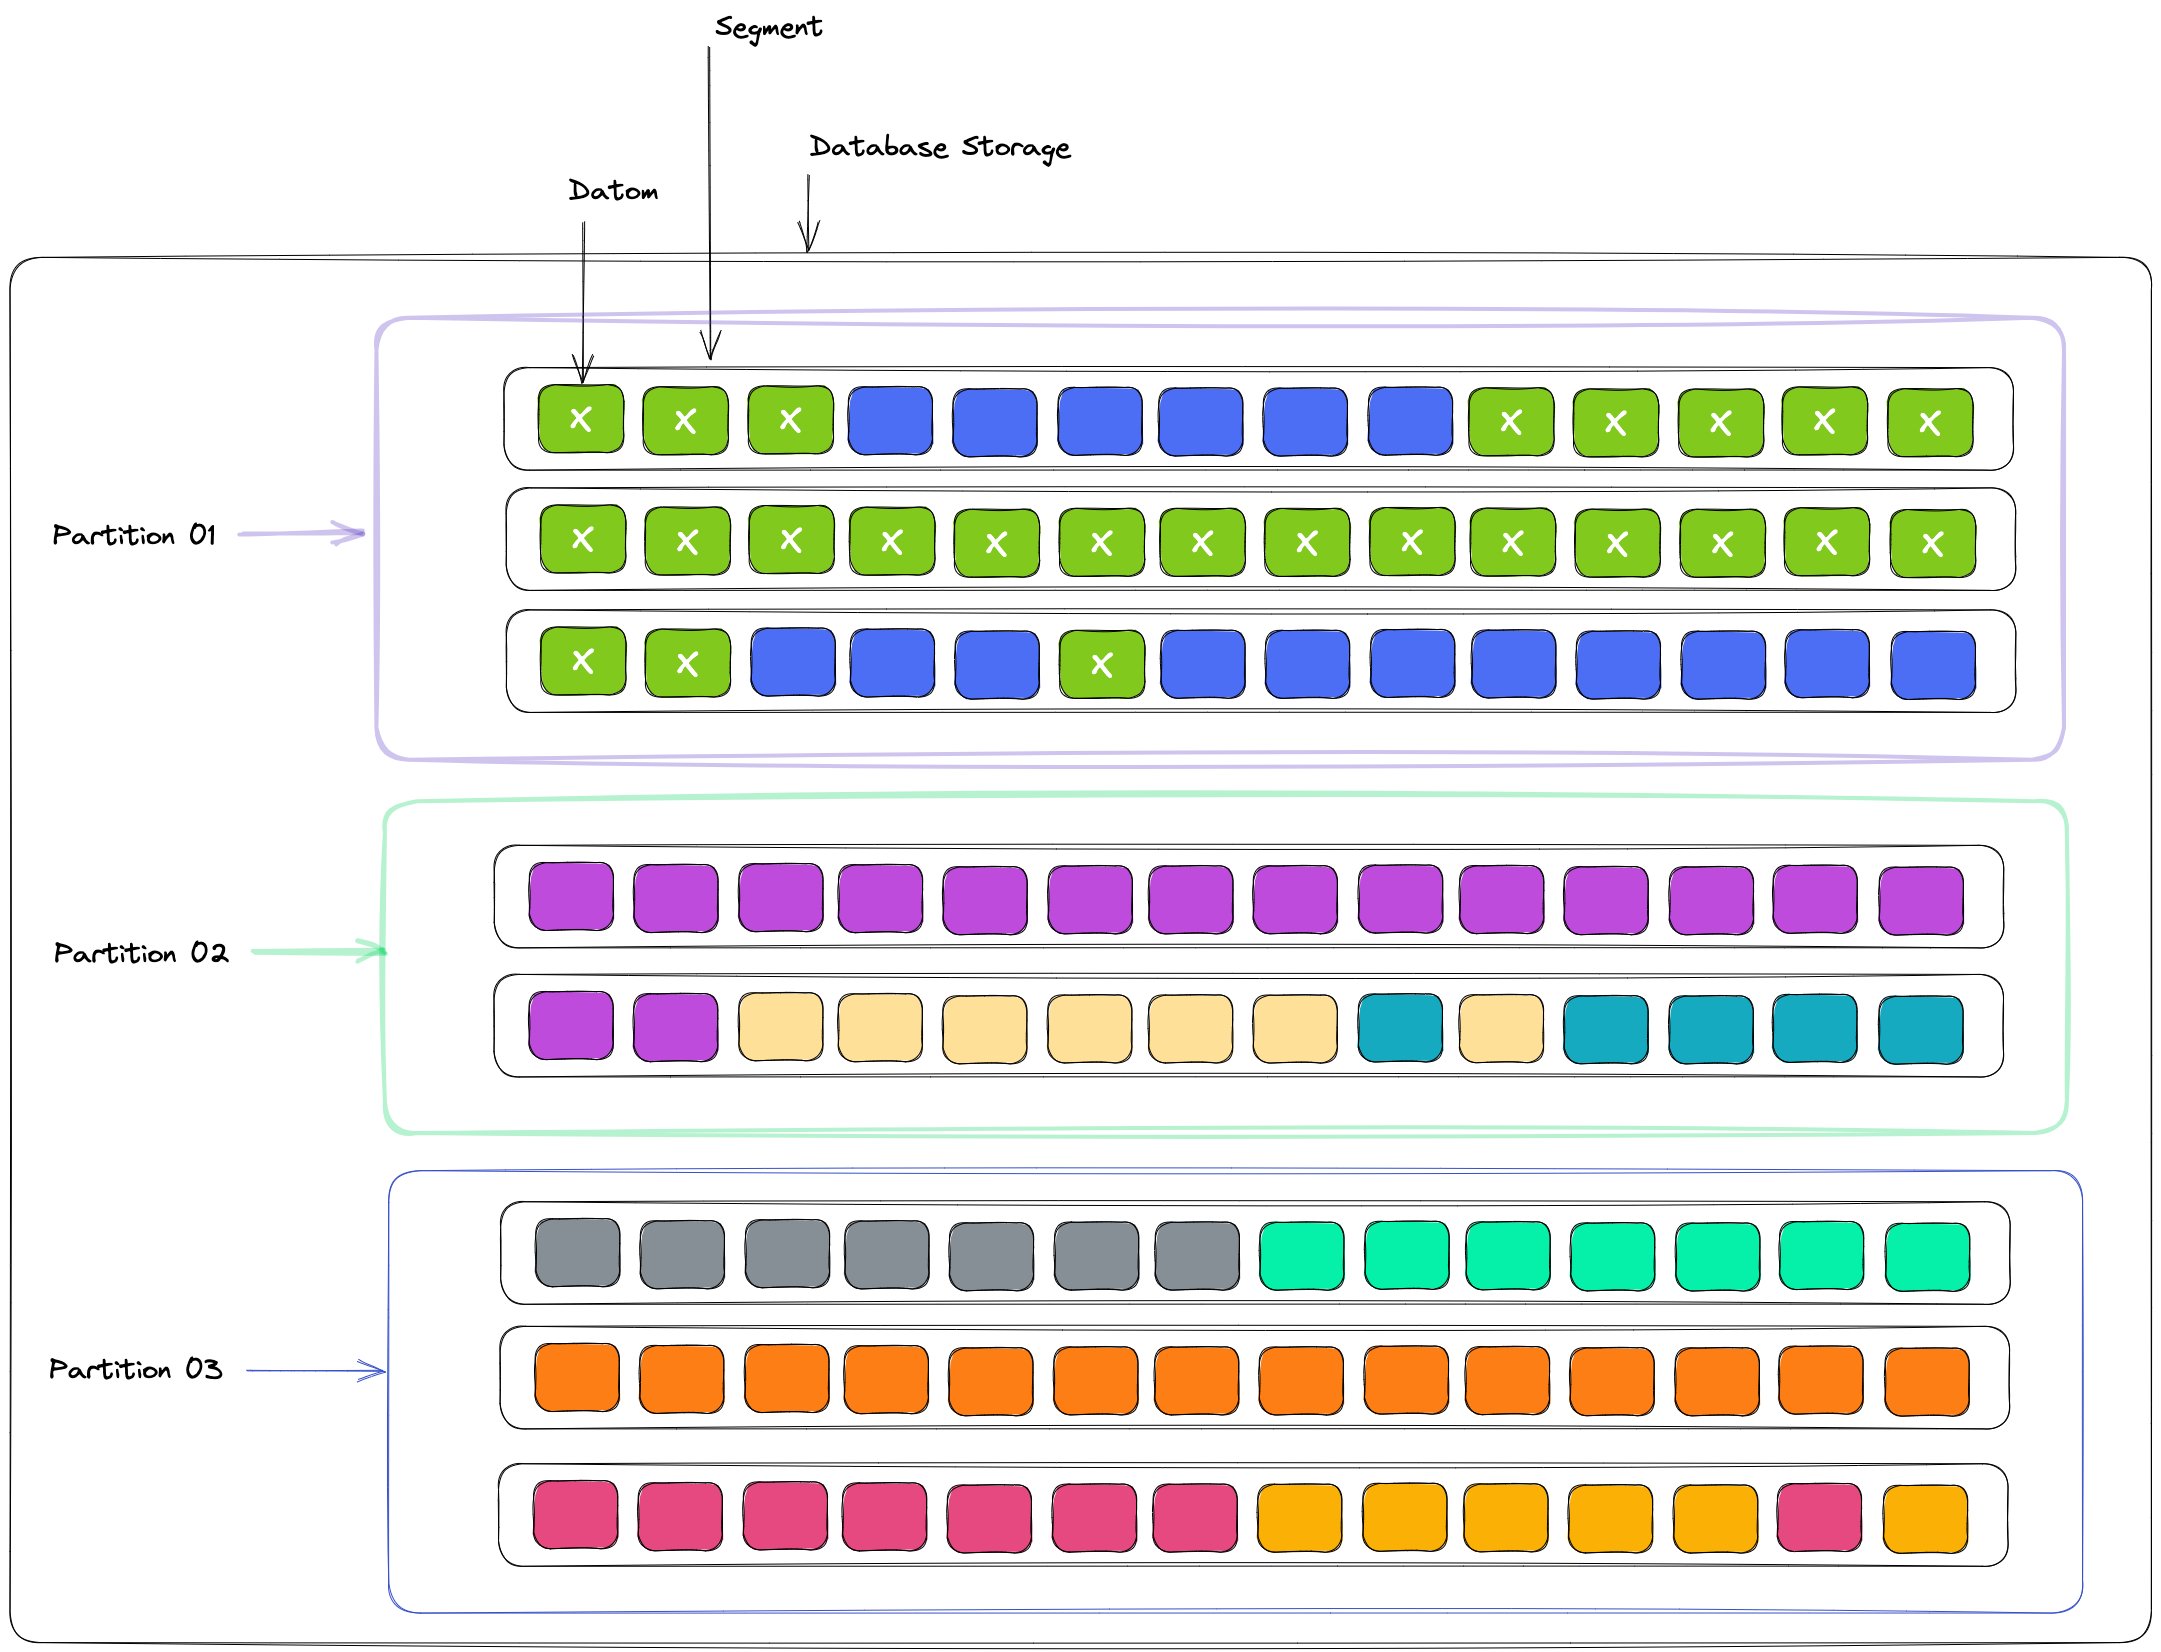 Segment
Database Storage
Datom
x x x x x x x x
Partition 01
x x x x x x x x x x x x x x
x x x
Partition 02
Partition 03